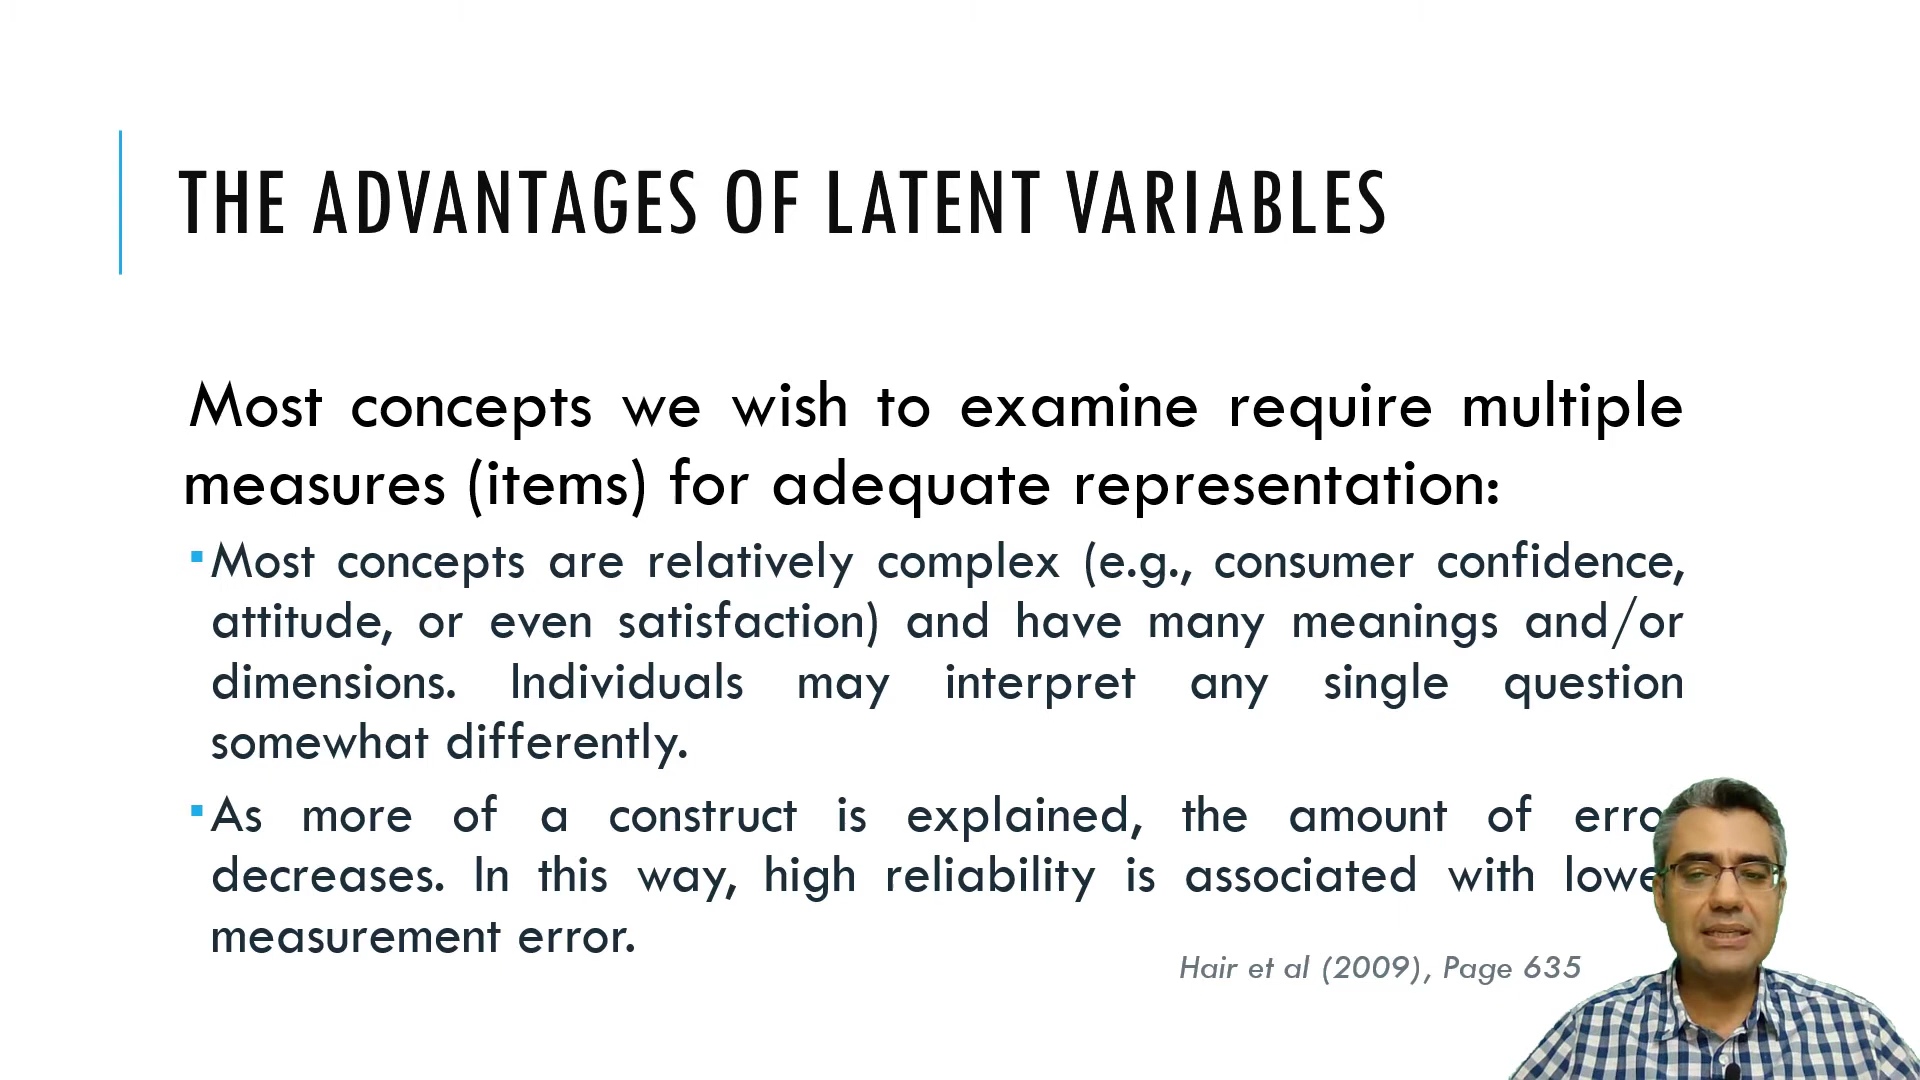 THE ADVANTAGES OF LATENT VARIABLES
Most concepts we wish to examine require multiple
measures (items) for adequate representation:
▪Most concepts are relatively complex (e.g., consumer confidence,
attitude, or even satisfaction) and have many meanings and/or
dimensions. Individuals may interpret any single question
somewhat differently.
▪As more of a construct is explained, the amount of error
decreases. In this way, high reliability is associated with lower
measurement error.
Hair et al (2009), Page 635